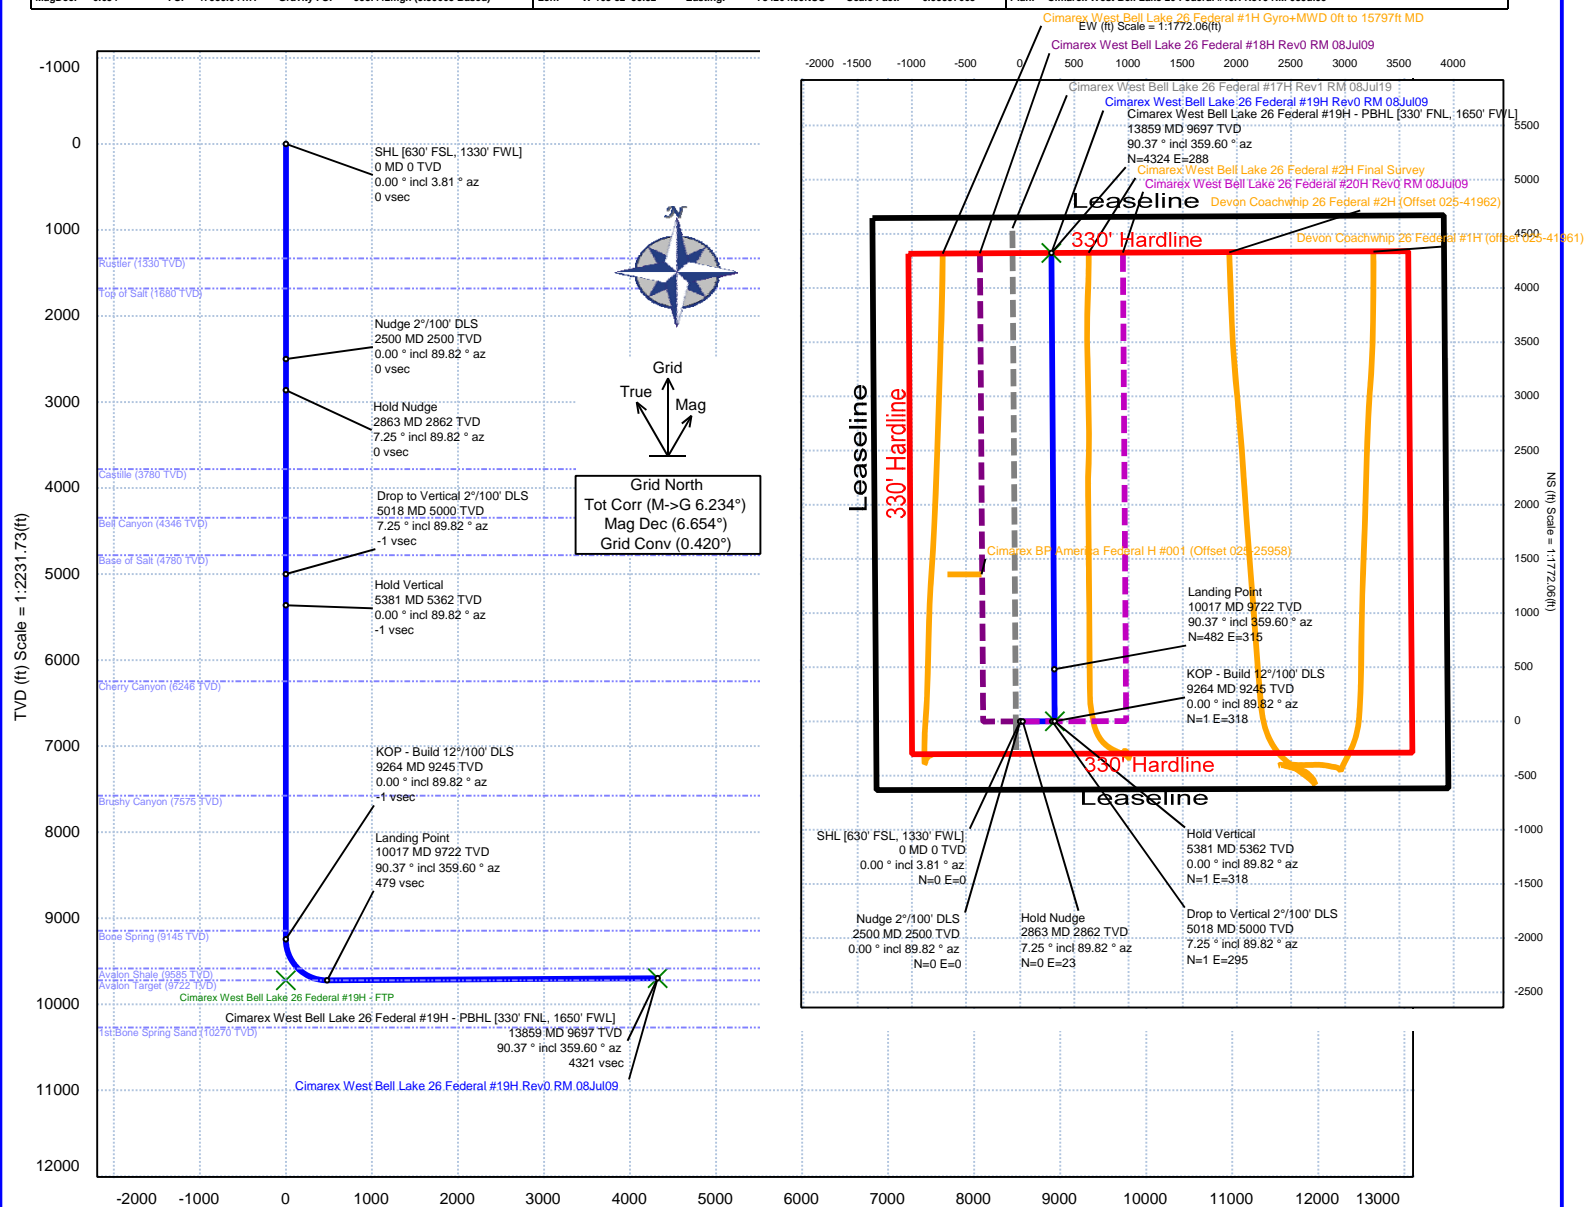 Cimarex West Bell Lake 26 Federal #1H Gyro+MWD 0ft to 15797ft MD
EW (ft) Scale = 1:1772.06(ft)
Cimarex West Bell Lake 26 Federal #18H Rev0 RM 08Jul09
-2000 -1500 -1000 -500 0 500 1000 1500 2000 2500 3000 3500 4000
Cimarex West Bell Lake 26 Federal #17H Rev1 RM 08Jul19
Cimarex West Bell Lake 26 Federal #19H Rev0 RM 08Jul09
Cimarex West Bell Lake 26 Federal #19H - PBHL [330' FNL, 1650' FWL]
13859 MD 9697 TVD
90.37 ° incl 359.60 ° az
N=4324 E=288
Cimarex West Bell Lake 26 Federal #2H Final Survey
Cimarex West Bell Lake 26 Federal #20H Rev0 RM 08Jul09
Devon Coachwhip 26 Federal #2H (Offset 025-41962)
Devon Coachwhip 26 Federal #1H (offset 025-41961)
Leaseline
330' Hardline
Leaseline
330' Hardline
Cimarex BP America Federal H #001 (Offset 025-25958)
Landing Point
10017 MD 9722 TVD
90.37 ° incl 359.60 ° az
N=482 E=315
KOP - Build 12°/100' DLS
9264 MD 9245 TVD
0.00 ° incl 89.82 ° az
N=1 E=318
330' Hardline
Leaseline
SHL [630' FSL, 1330' FWL]
0 MD 0 TVD
0.00 ° incl 3.81 ° az
N=0 E=0
Nudge 2°/100' DLS
2500 MD 2500 TVD
0.00 ° incl 89.82 ° az
N=0 E=0
Hold Nudge
2863 MD 2862 TVD
7.25 ° incl 89.82 ° az
N=0 E=23
Hold Vertical
5381 MD 5362 TVD
0.00 ° incl 89.82 ° az
N=1 E=318
Drop to Vertical 2°/100' DLS
5018 MD 5000 TVD
7.25 ° incl 89.82 ° az
N=1 E=295
5500
5000
4500
4000
3500
3000
2500
2000
1500
1000
500
0
-500
-1000
-1500
-2000
-2500
NS (ft) Scale = 1:1772.06(ft)
-1000
0
1000
2000
3000
4000
5000
6000
7000
8000
9000
10000
11000
12000
TVD (ft) Scale = 1:2231.73(ft)
SHL [630' FSL, 1330' FWL]
0 MD 0 TVD
0.00 ° incl 3.81 ° az
0 vsec
Rustler (1330 TVD)
Top of Salt (1680 TVD)
Nudge 2°/100' DLS
2500 MD 2500 TVD
0.00 ° incl 89.82 ° az
0 vsec
Hold Nudge
2863 MD 2862 TVD
7.25 ° incl 89.82 ° az
0 vsec
Castille (3780 TVD)
Drop to Vertical 2°/100' DLS
5018 MD 5000 TVD
7.25 ° incl 89.82 ° az
-1 vsec
Bell Canyon (4346 TVD)
Base of Salt (4780 TVD)
Hold Vertical
5381 MD 5362 TVD
0.00 ° incl 89.82 ° az
-1 vsec
Cherry Canyon (6246 TVD)
KOP - Build 12°/100' DLS
9264 MD 9245 TVD
0.00 ° incl 89.82 ° az
-1 vsec
Brushy Canyon (7575 TVD)
Landing Point
10017 MD 9722 TVD
90.37 ° incl 359.60 ° az
479 vsec
Bone Spring (9145 TVD)
Avalon Shale (9585 TVD)
Avalon Target (9722 TVD)
Cimarex West Bell Lake 26 Federal #19H - FTP
Cimarex West Bell Lake 26 Federal #19H - PBHL [330' FNL, 1650' FWL]
1st Bone Spring Sand (10270 TVD)
13859 MD 9697 TVD
90.37 ° incl 359.60 ° az
4321 vsec
Cimarex West Bell Lake 26 Federal #19H Rev0 RM 08Jul09
N
Grid
True
Mag
Grid North
Tot Corr (M->G 6.234°)
Mag Dec (6.654°)
Grid Conv (0.420°)
-2000 -1000 0 1000 2000 3000 4000 5000 6000 7000 8000 9000 10000 11000 12000 13000